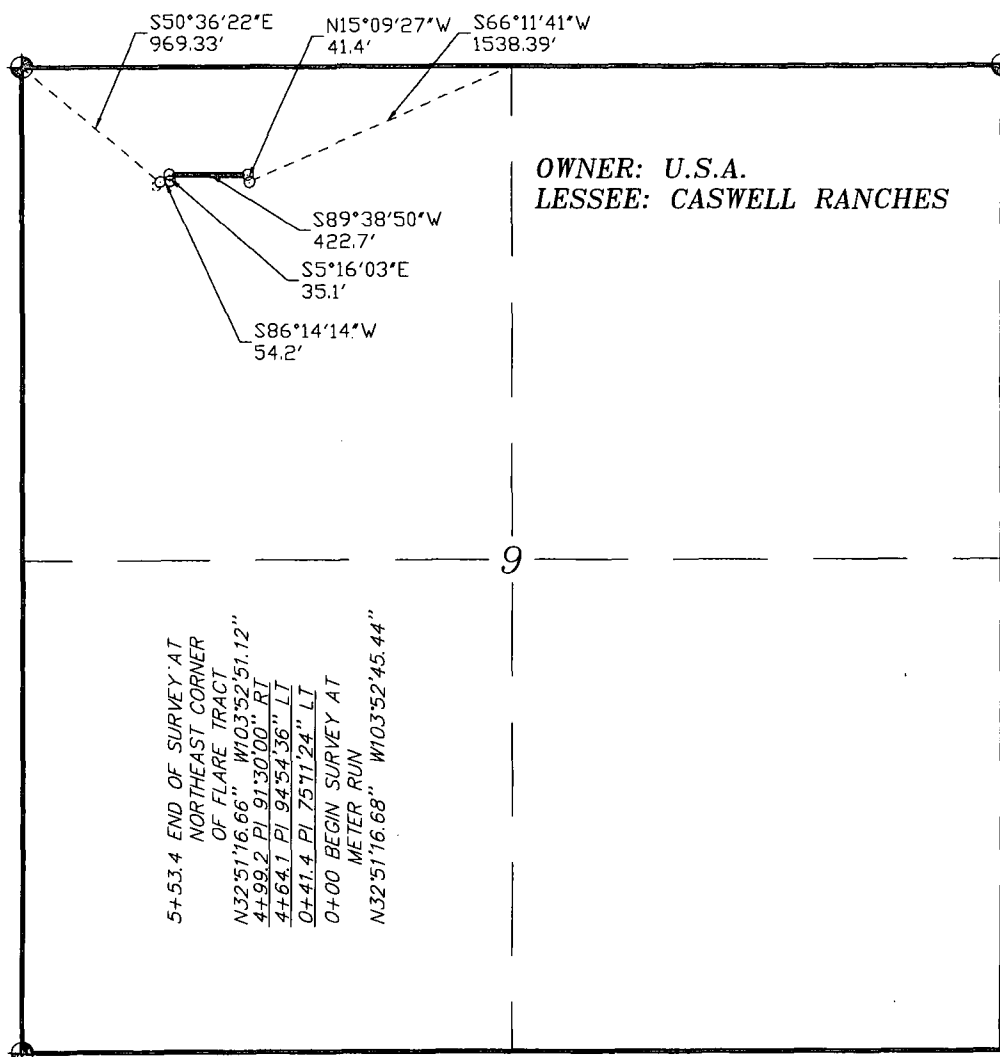 S50°36'22"E
969.33'
N15°09'27"W
41.4'
S66°11'41"W
1538.39'
OWNER: U.S.A.
LESSEE: CASWELL RANCHES
S89°38'50"W
422.7'
S5°16'03"E
35.1'
S86°14'14"W
54.2'
9
5+53.4 END OF SURVEY AT
NORTHEAST CORNER
OF FLARE TRACT
N32°51'16.66" W103°52'51.12"
4+99.2 PI 91°30'00" RT
4+64.1 PI 94°54'36" LT
0+41.4 PI 75°11'24" LT
0+00 BEGIN SURVEY AT
METER RUN
N32°51'16.68" W103°52'45.44"